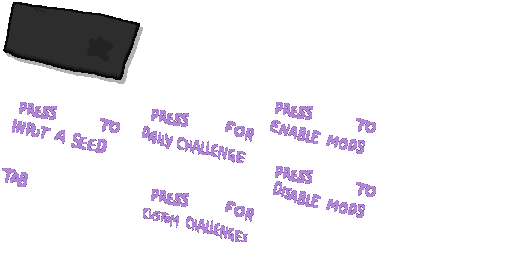 PRESS TO
INPUT A SEED
PRESS FOR
DAILY CHALLENGE
PRESS TO
ENABLE MODS
TAB
PRESS FOR
CUSTOM CHALLENGES
PRESS TO
DISABLE MODS